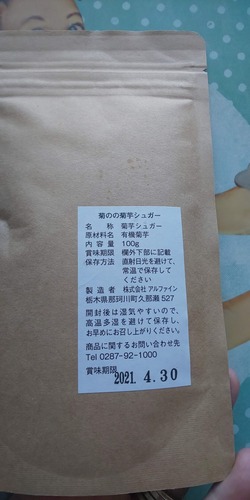 菊のの菊芋シュガー
名 称 菊芋シュガー
原材料名 有機菊芋
内 容 量 100g
賞味期限 欄外下部に記載
保存方法 直射日光を避けて、
常温で保存して
ください
製 造 者 株式会社 アルファイン
栃木県那珂川町久那瀬 527
開封後は湿気やすいので、
高温多湿を避けて保存し、
お早めにお召し上がりください。
商品に関するお問い合わせ先
Tel 0287-92-1000
賞味期限
2021. 4.30